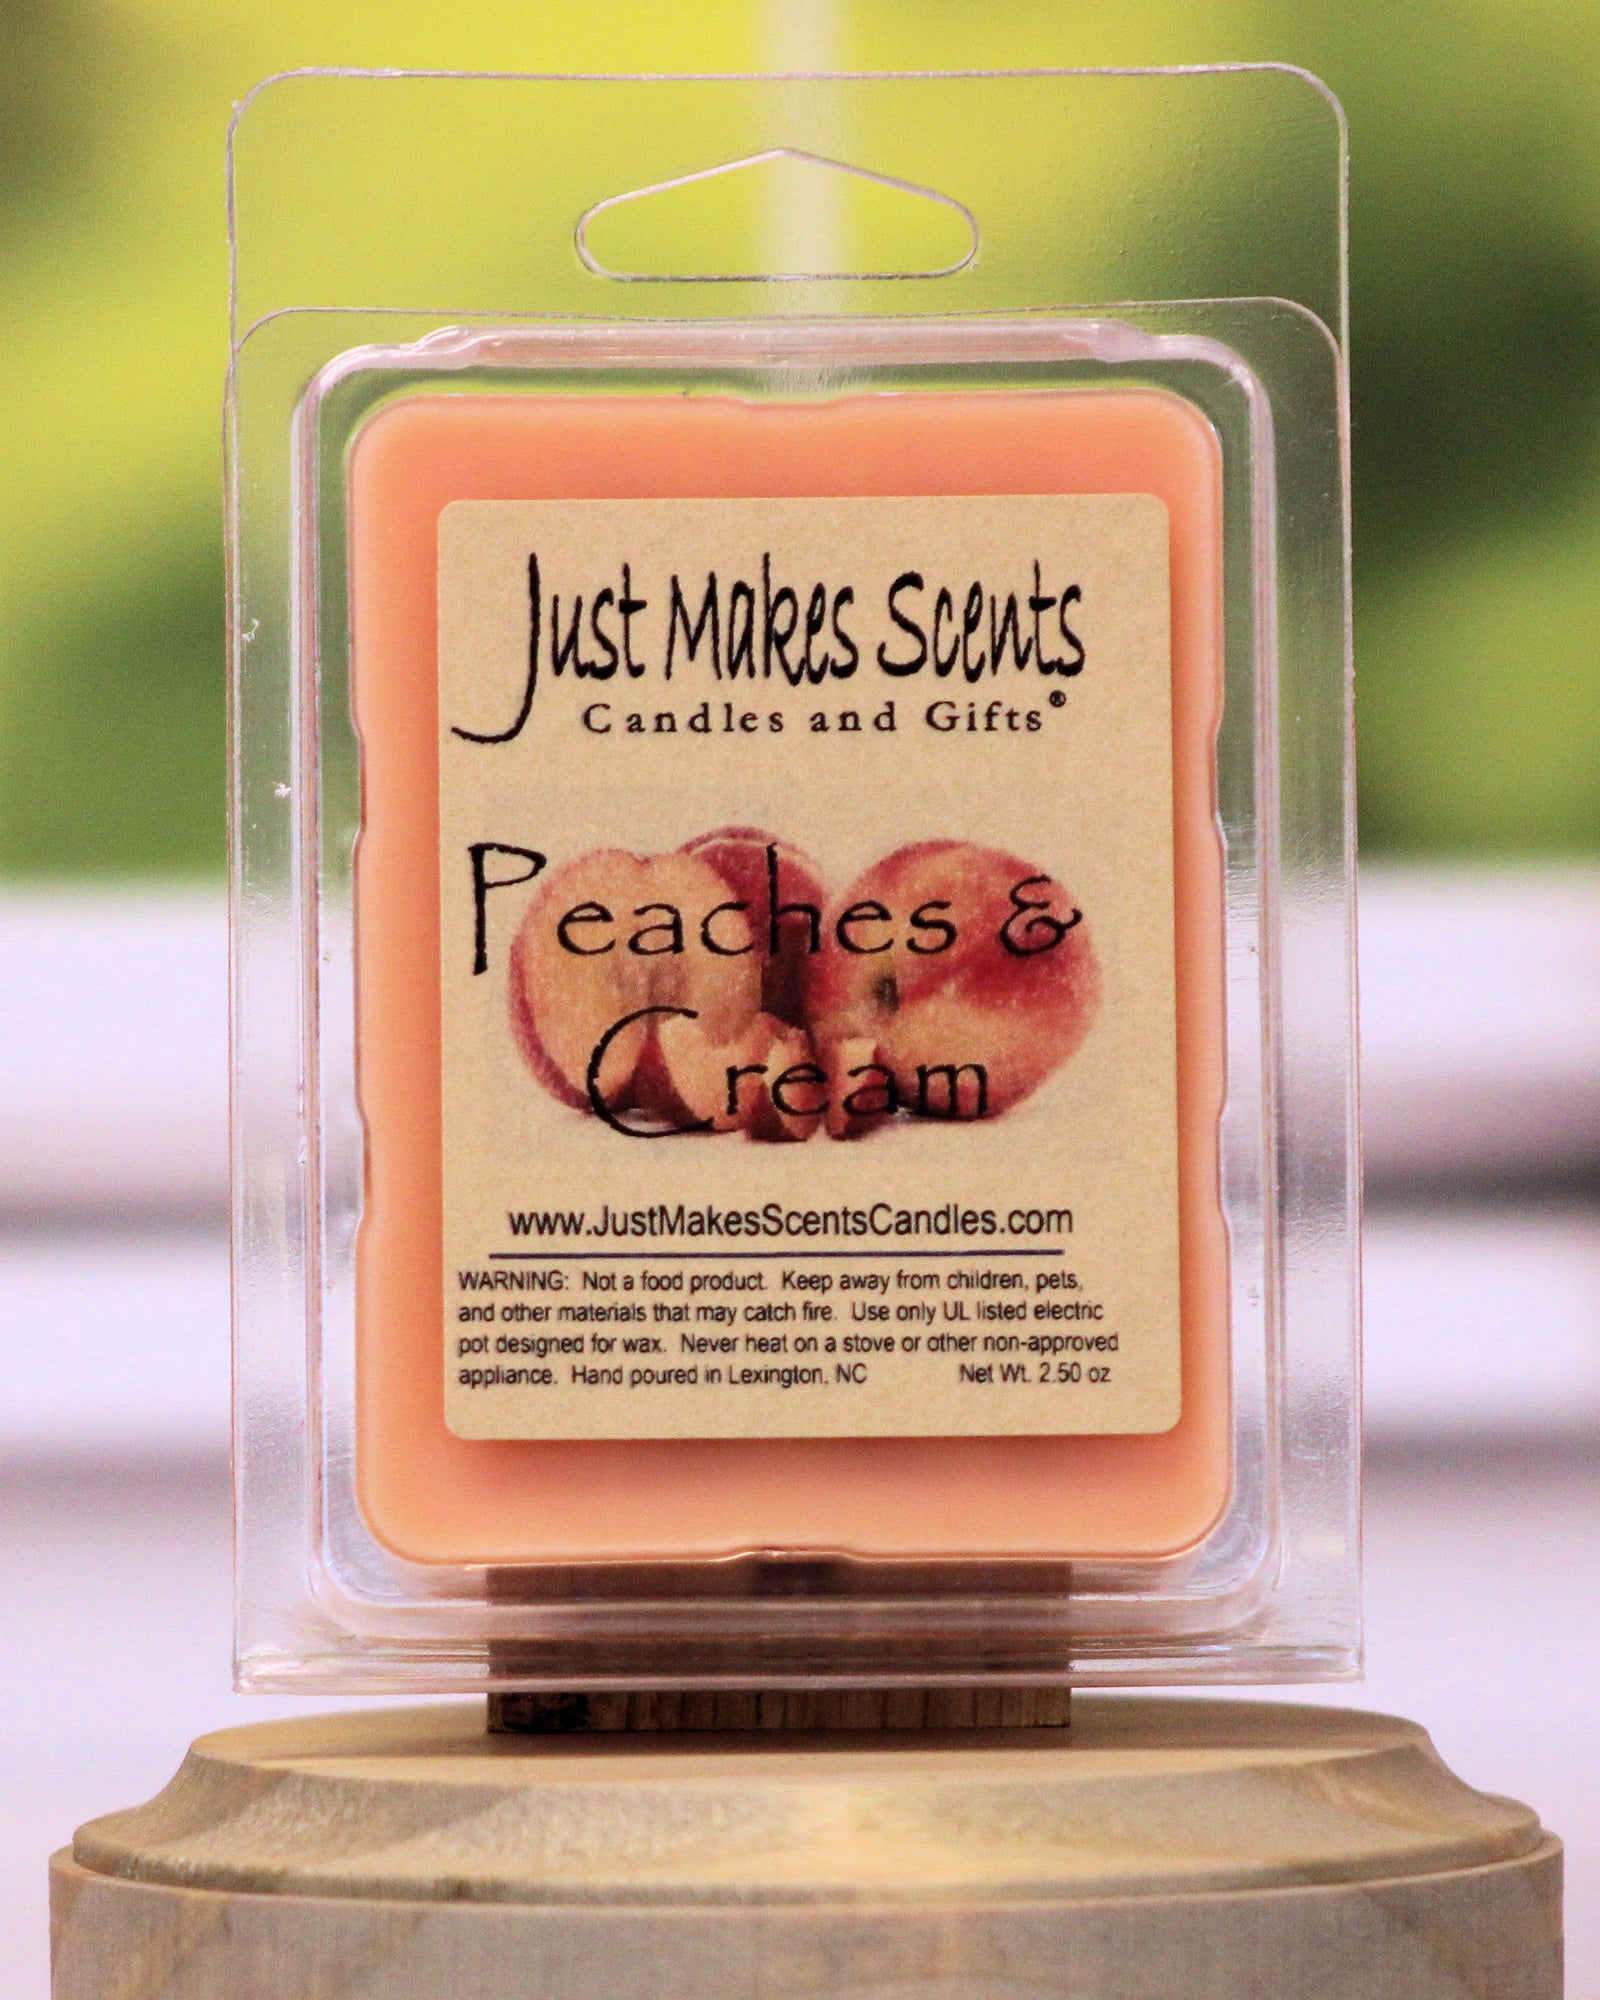 Just Makes Scents
Candles and Gifts®
Peaches &
Cream
www.JustMakesScentsCandles.com
WARNING: Not a food product. Keep away from children, pets,
and other materials that may catch fire. Use only UL listed electric
pot designed for wax. Never heat on a stove or other non-approved
appliance. Hand poured in Lexington, NC Net Wt. 2.50 oz